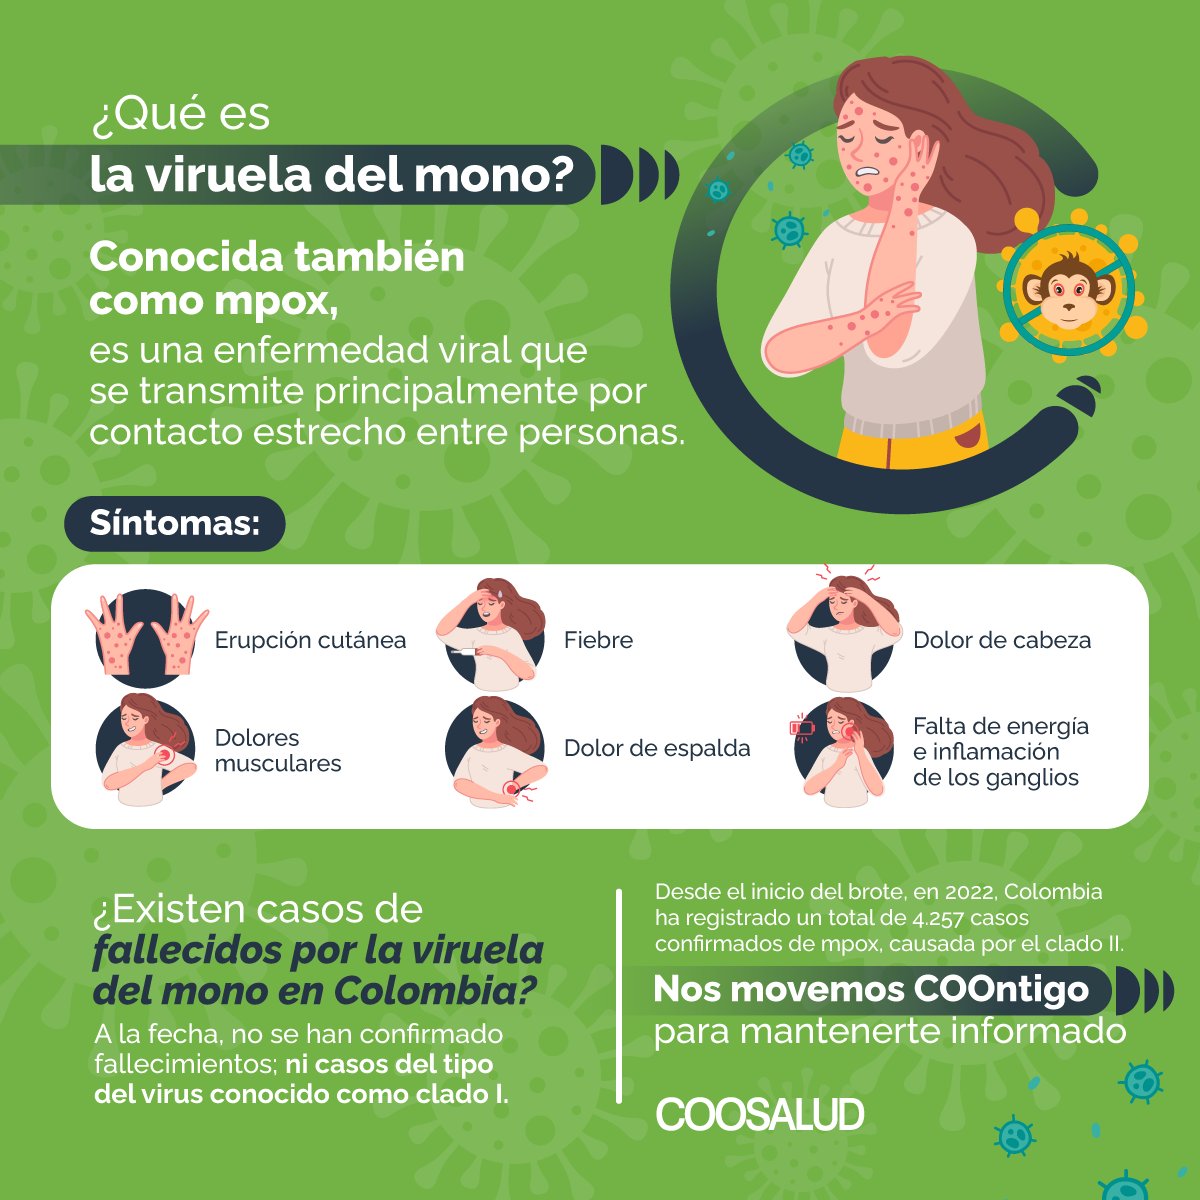 ¿Qué es
la viruela del mono?
Conocida también
como mpox,
es una enfermedad viral que
se transmite principalmente por
contacto estrecho entre personas.
Síntomas:
Erupción cutánea
Fiebre
Dolor de cabeza
Dolores
musculares
Dolor de espalda
Falta de energía
e inflamación
de los ganglios
¿Existen casos de
fallecidos por la viruela
del mono en Colombia?
A la fecha, no se han confirmado
fallecimientos; ni casos del tipo
del virus conocido como clado I.
Desde el inicio del brote, en 2022, Colombia
ha registrado un total de 4.257 casos
confirmados de mpox, causada por el clado II.
Nos movemos COOntigo
para mantenerte informado
COOSALUD